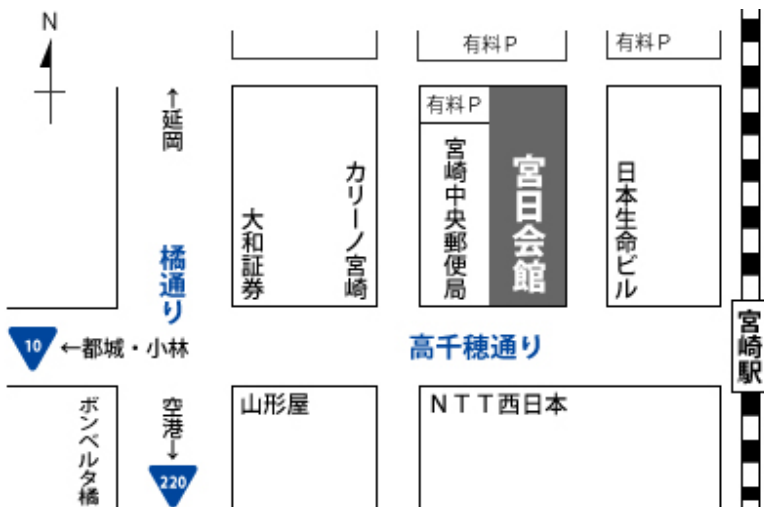 N
有料P
有料P
↑延岡
有料P
宮崎中央郵便局
宮日会館
日本生命ビル
カリーノ宮崎
大和証券
橘通り
10
←都城・小林
高千穂通り
宮崎駅
ボンベルタ橘
空港↓
220
山形屋
NTT西日本